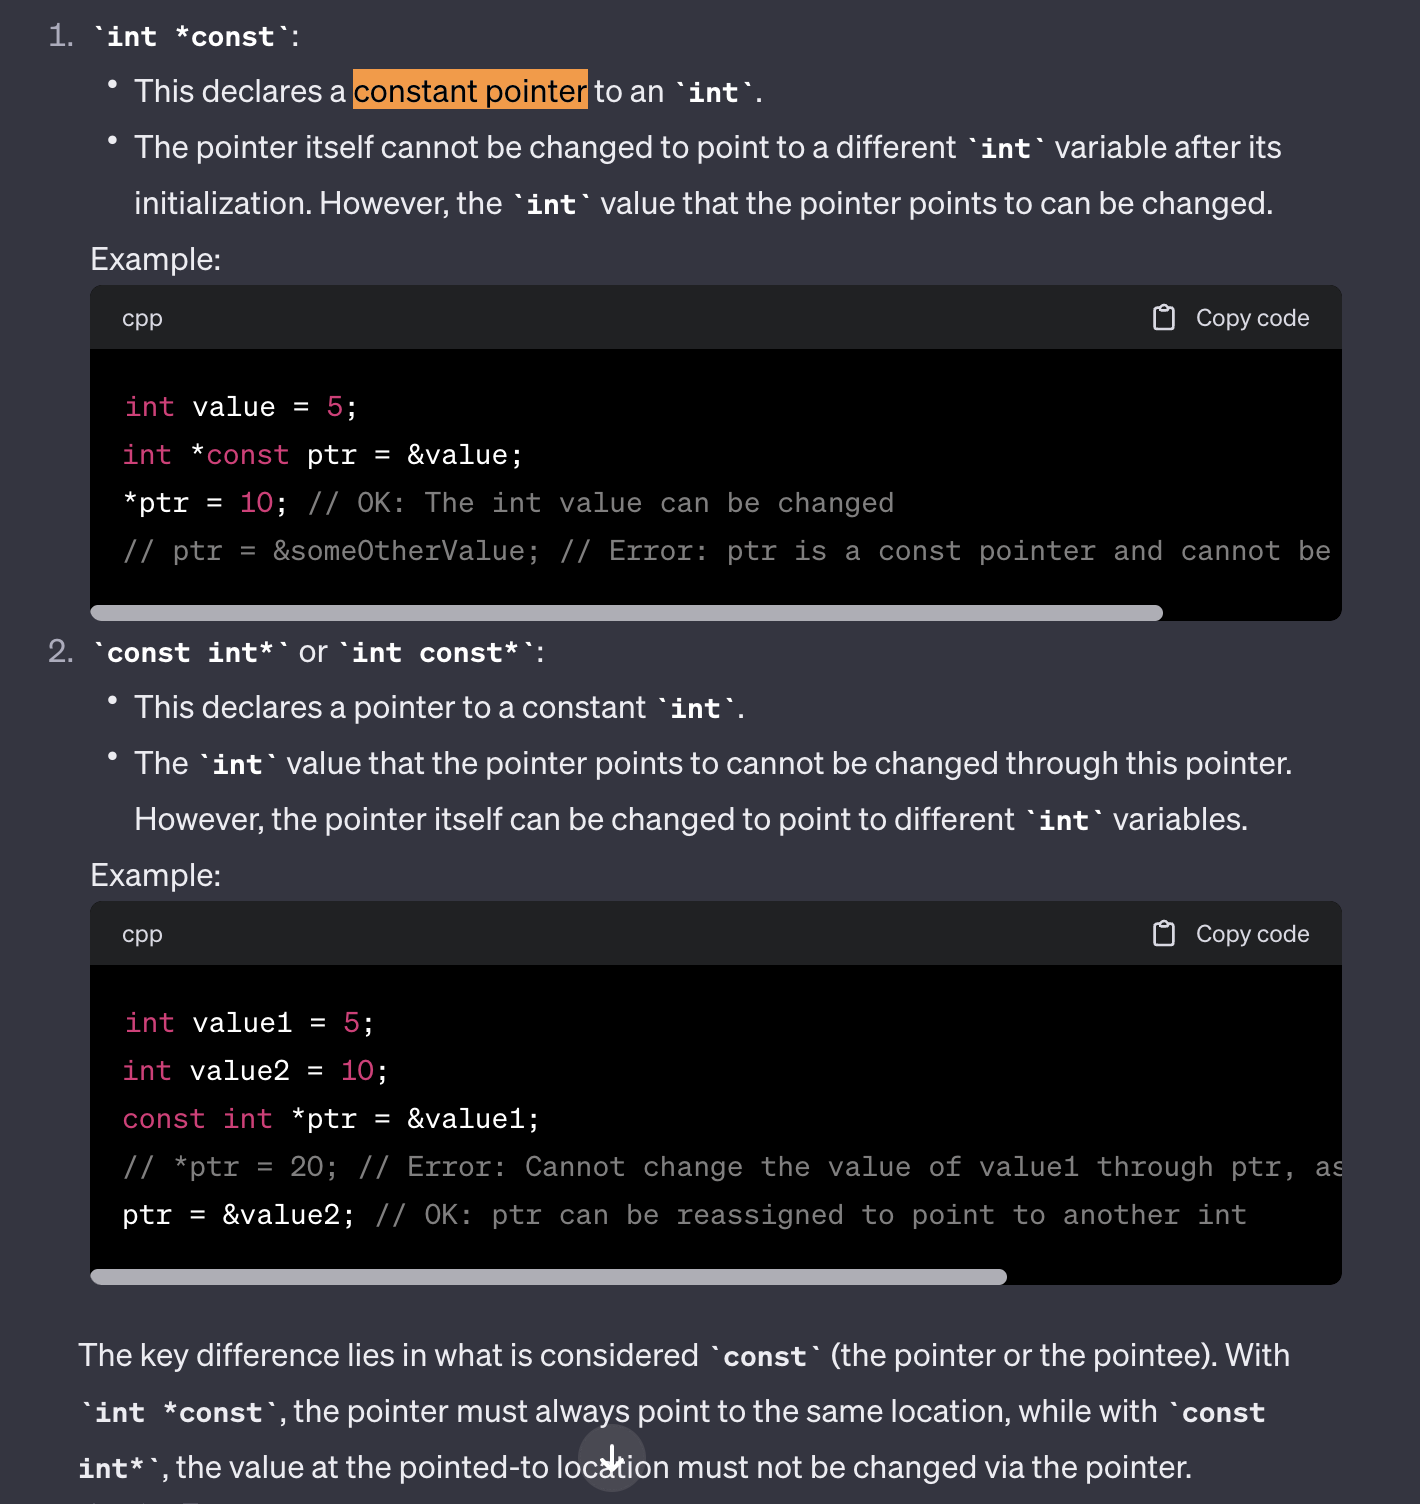 1. `int *const`:
• This declares a constant pointer to an `int`.
• The pointer itself cannot be changed to point to a different `int` variable after its
initialization. However, the `int` value that the pointer points to can be changed.
Example:
cpp Copy code
int value = 5;
int *const ptr = &value;
*ptr = 10; // OK: The int value can be changed
// ptr = &someOtherValue; // Error: ptr is a const pointer and cannot be
2. `const int*` or `int const*`:
• This declares a pointer to a constant `int`.
• The `int` value that the pointer points to cannot be changed through this pointer.
However, the pointer itself can be changed to point to different `int` variables.
Example:
cpp Copy code
int value1 = 5;
int value2 = 10;
const int *ptr = &value1;
// *ptr = 20; // Error: Cannot change the value of value1 through ptr, as
ptr = &value2; // OK: ptr can be reassigned to point to another int
The key difference lies in what is considered `const` (the pointer or the pointee). With
`int *const`, the pointer must always point to the same location, while with `const
int*`, the value at the pointed-to location must not be changed via the pointer.